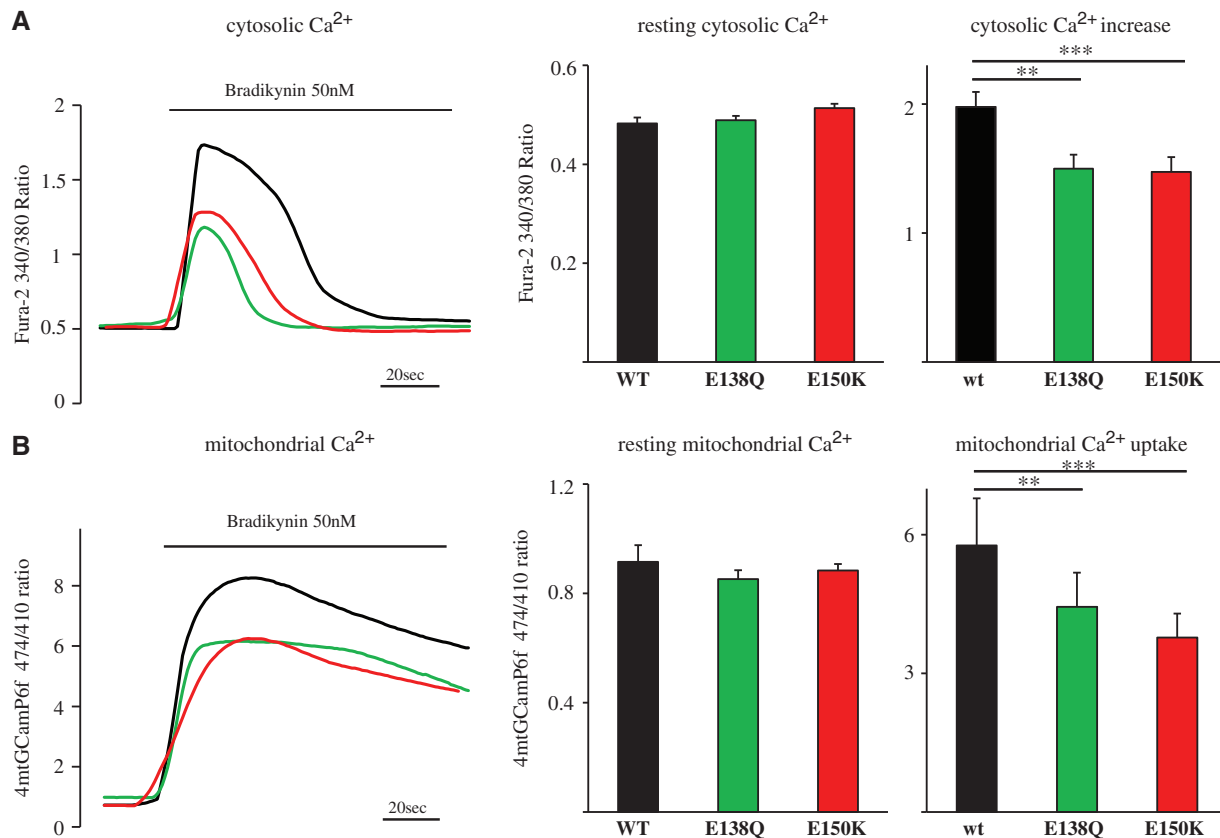 A
cytosolic Ca2+
resting cytosolic Ca2+
cytosolic Ca2+ increase
Bradikynin 50nM
Fura-2 340/380 Ratio
2
1.5
1
0.5
0
20sec
Fura-2 340/380 Ratio
0.6
0.4
0.2
WT E138Q E150K
***
**
2
1
wt E138Q E150K
B
mitochondrial Ca2+
resting mitochondrial Ca2+
mitochondrial Ca2+ uptake
Bradikynin 50nM
4mtGCamP6f 474/410 ratio
8
6
4
2
0
20sec
4mtGCamP6f 474/410 ratio
1.2
0.8
0.4
WT E138Q E150K
***
**
6
3
wt E138Q E150K